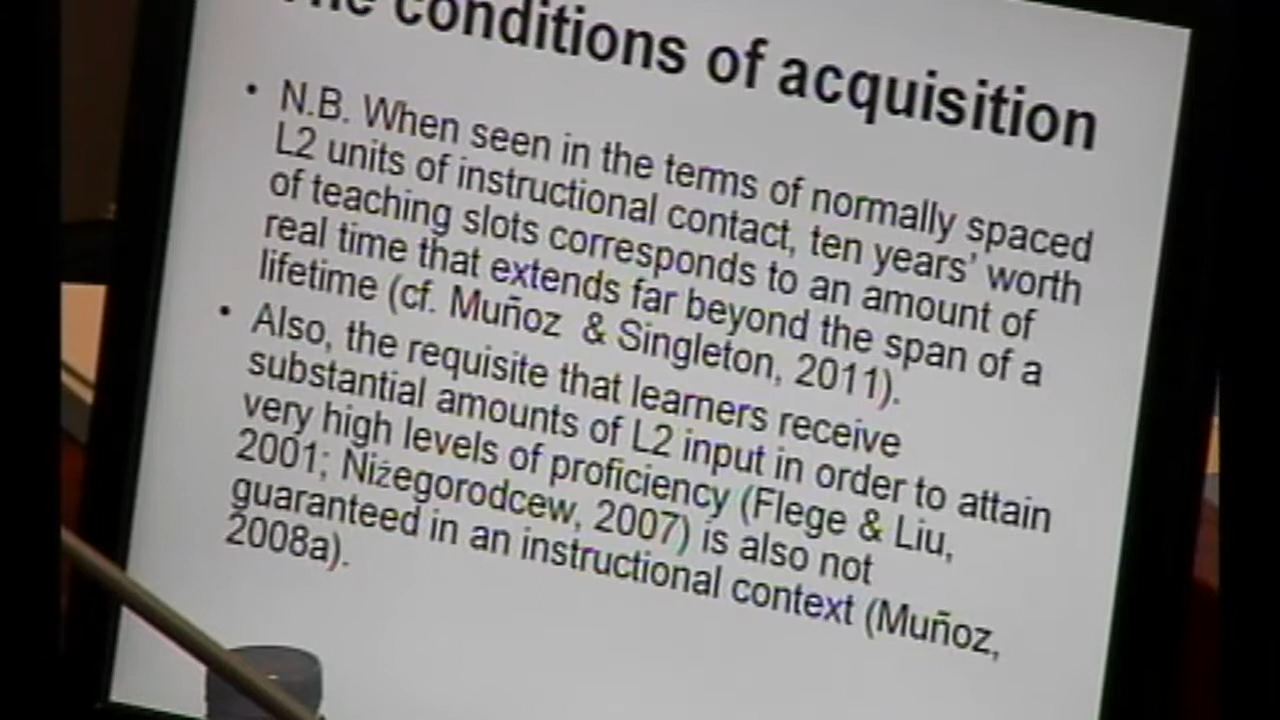 The conditions of acquisition
• N.B. When seen in the terms of normally spaced
L2 units of instructional contact, ten years' worth
of teaching slots corresponds to an amount of
real time that extends far beyond the span of a
lifetime (cf. Muñoz & Singleton, 2011).
• Also, the requisite that learners receive
substantial amounts of L2 input in order to attain
very high levels of proficiency (Flege & Liu,
2001; Niżegorodcew, 2007) is also not
guaranteed in an instructional context (Muñoz,
2008a).